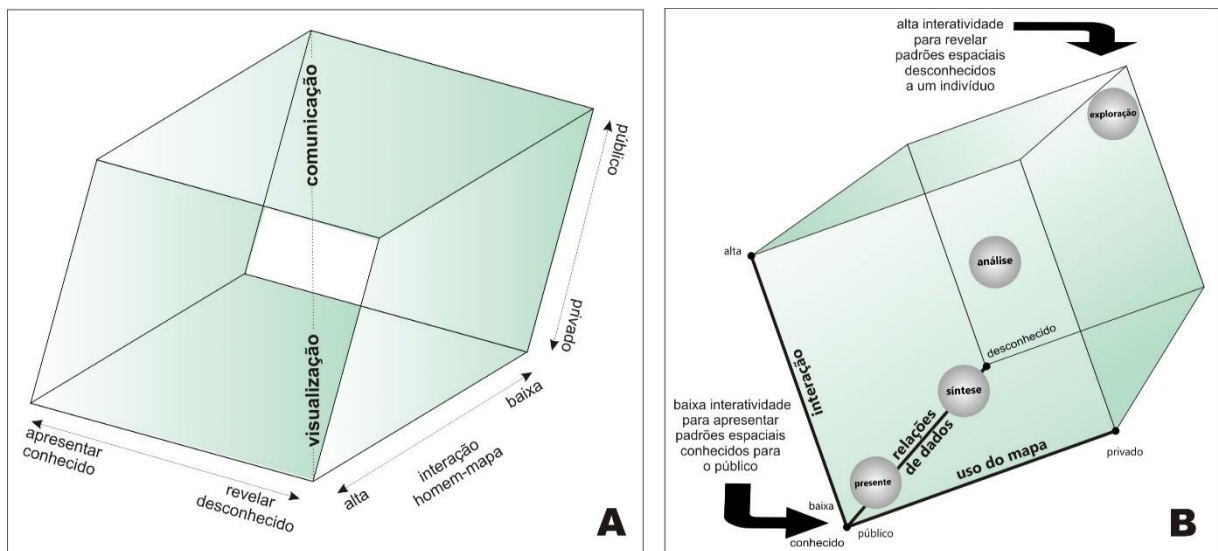 comunicação
público
privado
visualização
apresentar
conhecido
revelar
desconhecido
alta
interação
homem-mapa
baixa
A
alta interatividade
para revelar
padrões espaciais
desconhecidos
a um indivíduo
exploração
alta
análise
interação
desconhecido
síntese
relações
de dados
uso do mapa
privado
baixa interatividade
para apresentar
padrões espaciais
conhecidos para
o público
presente
baixa
conhecido
público
B